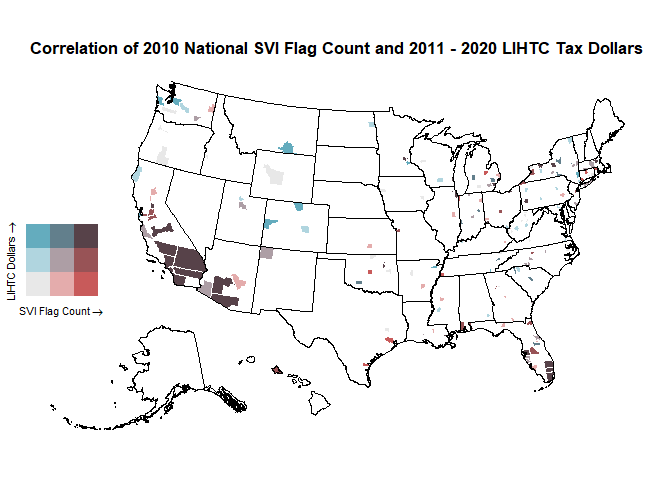 Correlation of 2010 National SVI Flag Count and 2011 - 2020 LIHTC Tax Dollars
LIHTC Dollars →
SVI Flag Count →